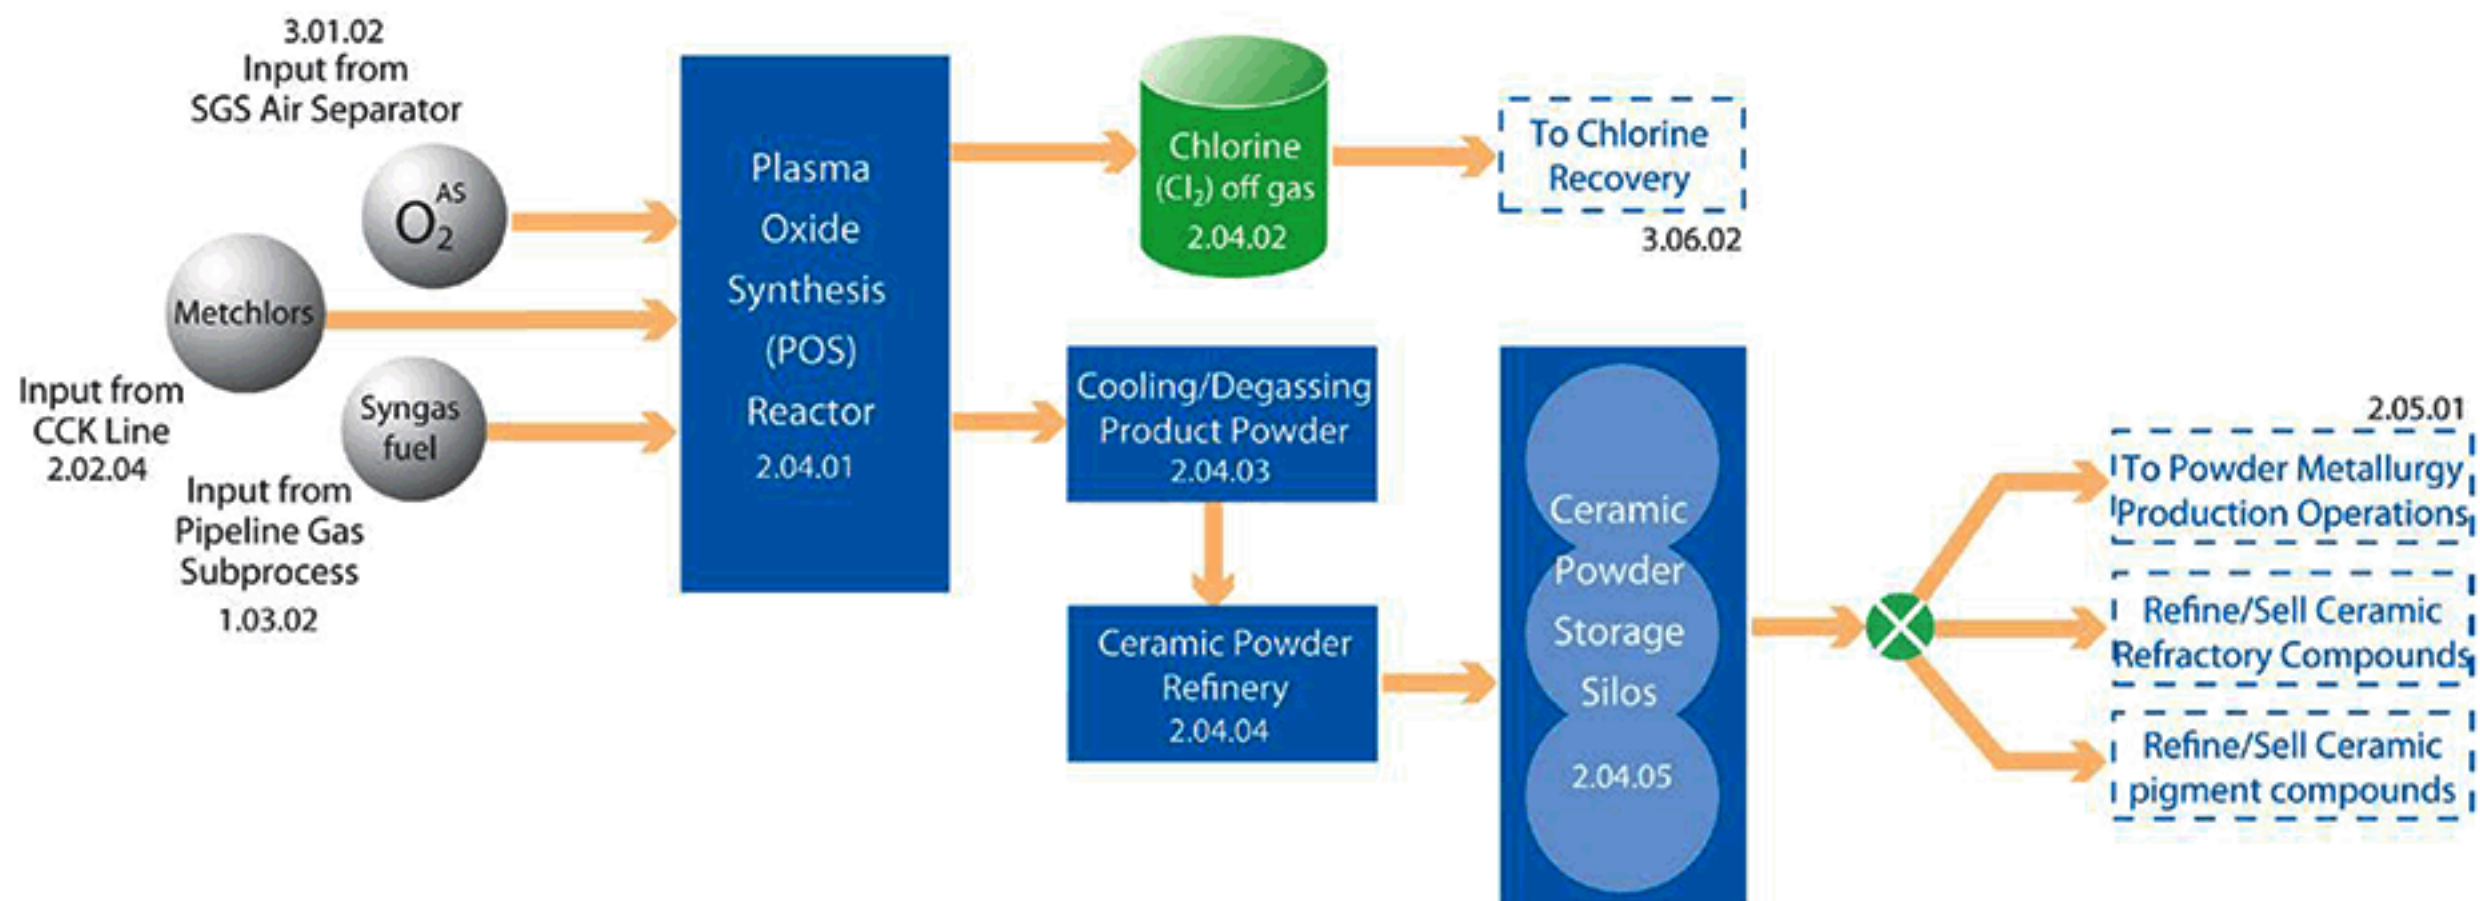 3.01.02
Input from
SGS Air Separator
O₂ᴬˢ
Metchlors
Input from
CCK Line
2.02.04
Syngas
fuel
Input from
Pipeline Gas
Subprocess
1.03.02
Plasma
Oxide
Synthesis
(POS)
Reactor
2.04.01
Chlorine
(Cl₂) off gas
2.04.02
To Chlorine
Recovery
3.06.02
Cooling/Degassing
Product Powder
2.04.03
Ceramic Powder
Refinery
2.04.04
Ceramic
Powder
Storage
Silos
2.04.05
2.05.01
To Powder Metallurgy
Production Operations
Refine/Sell Ceramic
Refractory Compounds
Refine/Sell Ceramic
pigment compounds